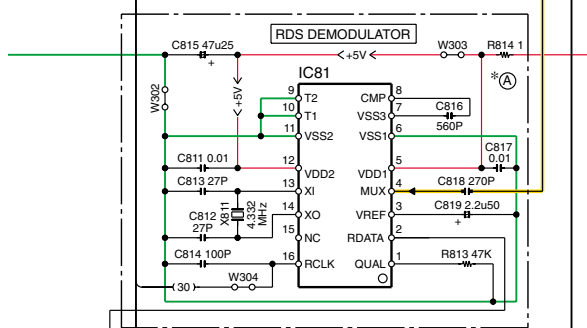 RDS DEMODULATOR
C815 47u25
+
+5V
W303
R814 1
*Ⓐ
IC81
W302
+5V
9 T2
10 T1
11 VSS2
12 VDD2
13 XI
14 XO
15 NC
16 RCLK
CMP 8
VSS3 7
VSS1 6
VDD1 5
MUX 4
VREF 3
RDATA 2
QUAL 1
C816
560P
C817
0.01
C811 0.01
C813 27P
X811
4.332
MHz
C812
27P
C818 270P
C819 2.2u50
+
C814 100P
W304
R813 47K
30